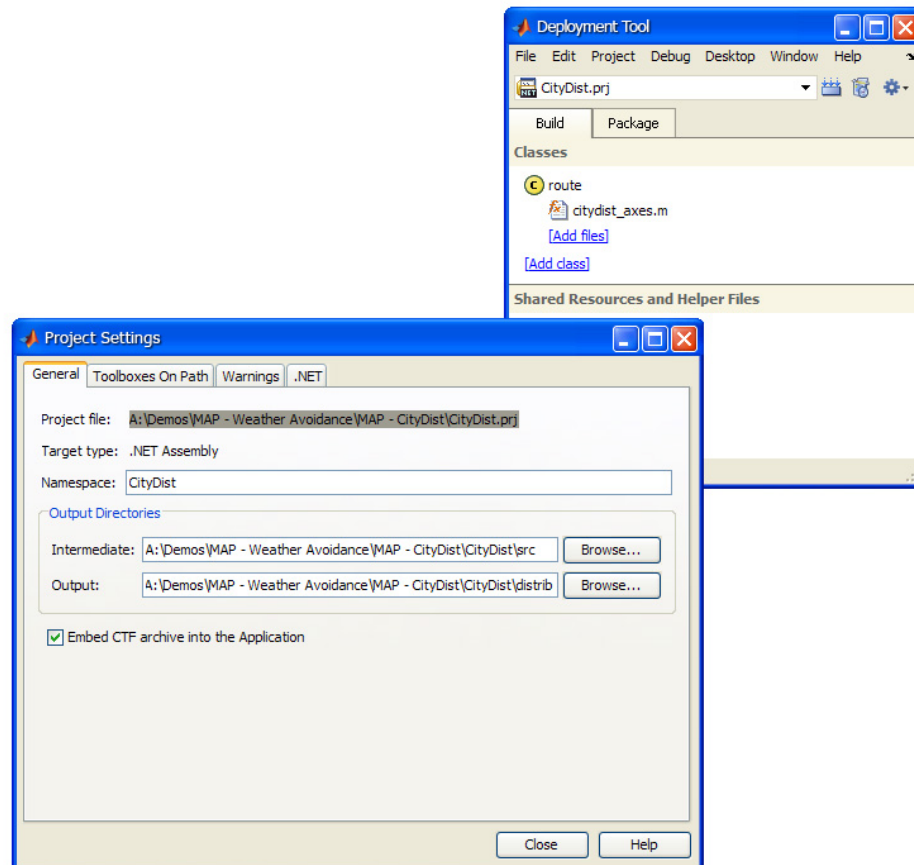 Deployment Tool
File Edit Project Debug Desktop Window Help
.NET CityDist.prj
Build Package
Classes
C route
fx citydist_axes.m
[Add files]
[Add class]
Shared Resources and Helper Files
Project Settings
General Toolboxes On Path Warnings .NET
Project file: A:\Demos\MAP - Weather Avoidance\MAP - CityDist\CityDist.prj
Target type: .NET Assembly
Namespace: CityDist
Output Directories
Intermediate: A:\Demos\MAP - Weather Avoidance\MAP - CityDist\CityDist\src Browse...
Output: A:\Demos\MAP - Weather Avoidance\MAP - CityDist\CityDist\distrib Browse...
Embed CTF archive into the Application
Close Help